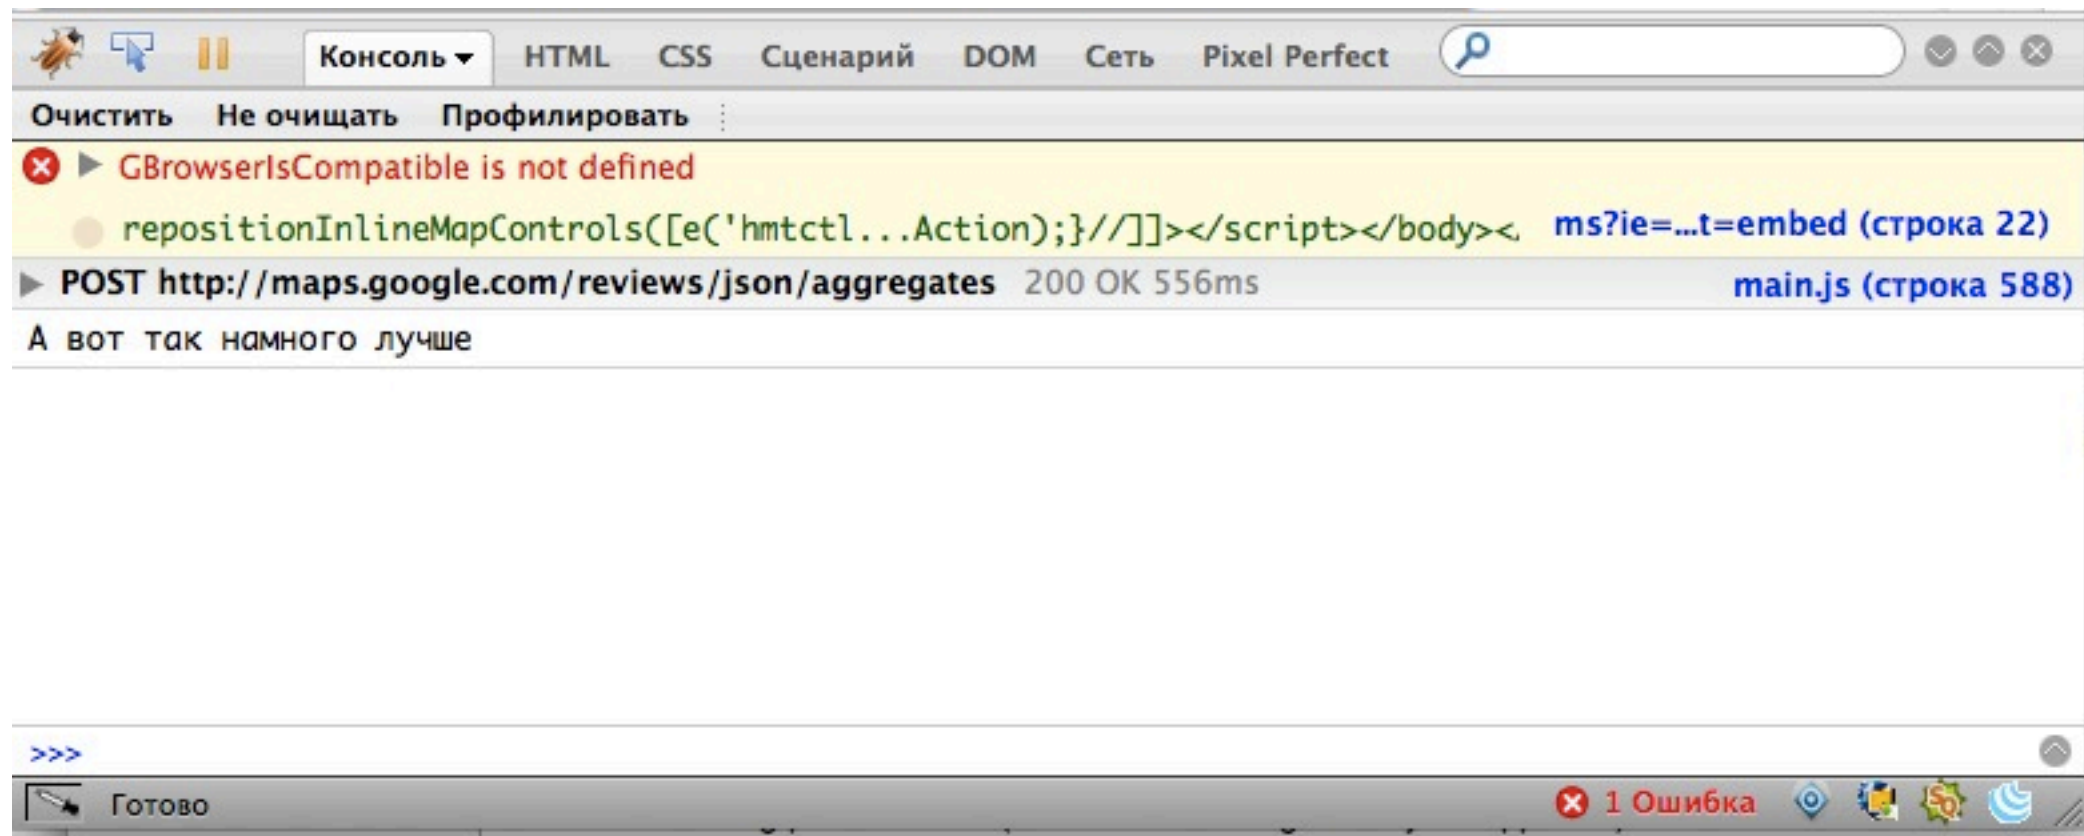 Консоль HTML CSS Сценарий DOM Сеть Pixel Perfect
Очистить Не очищать Профилировать
GBrowserIsCompatible is not defined
repositionInlineMapControls([e('hmtctl...Action);}//]]></script></body>< ms?ie=...t=embed (строка 22)
POST http://maps.google.com/reviews/json/aggregates 200 OK 556ms main.js (строка 588)
А вот так намного лучше
>>>
Готово 1 Ошибка